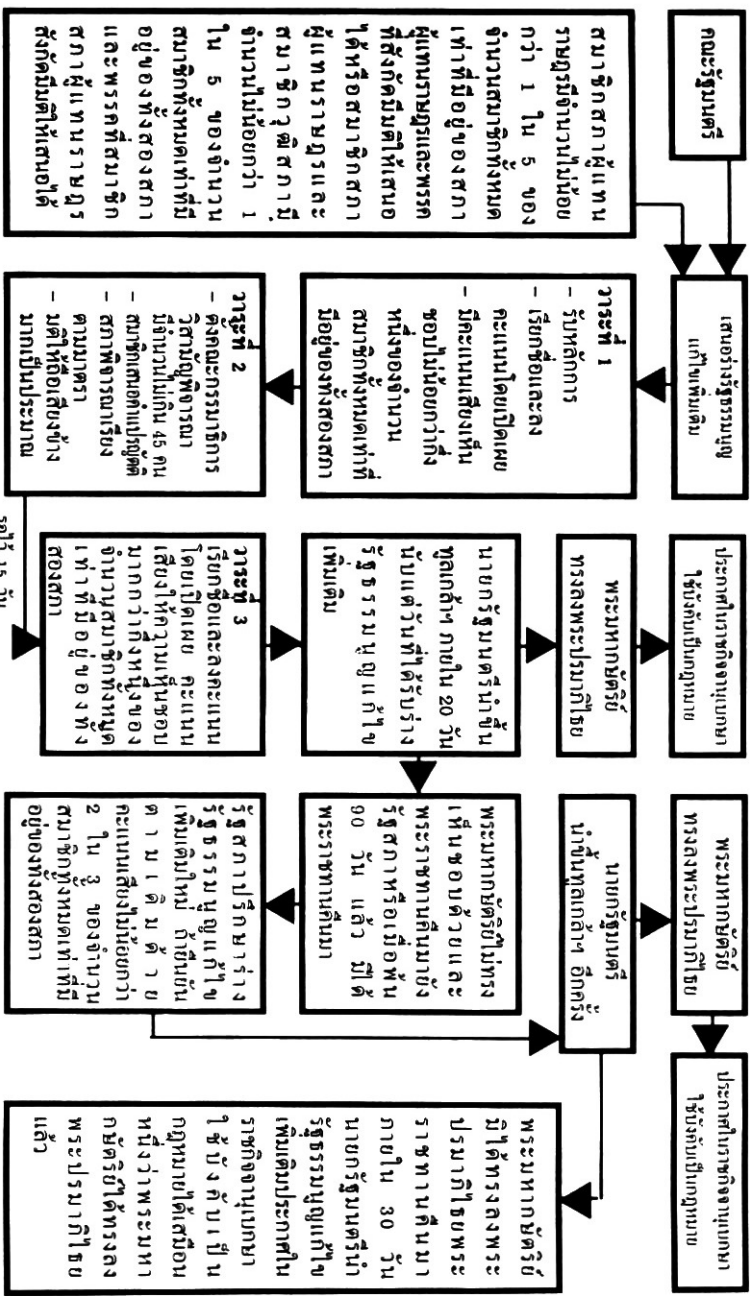 คณะรัฐมนตรี
สมาชิกสภาผู้แทน
ราษฎรมีจำนวนไม่น้อย
กว่า 1 ใน 5 ของ
จำนวนสมาชิกทั้งหมด
เท่าที่มีอยู่ของสภา
ผู้แทนราษฎรและพรรค
ที่สังกัดมีมติให้เสนอ
ได้หรือสมาชิกสภา
ผู้แทนราษฎรและ
สมาชิกวุฒิสภามี
จำนวนไม่น้อยกว่า 1
ใน 5 ของจำนวน
สมาชิกทั้งหมดเท่าที่มี
อยู่ของทั้งสองสภา
และพรรคที่สมาชิก
สภาผู้แทนราษฎร
สังกัดมีมติให้เสนอได้
เสนอร่างรัฐธรรมนูญ
แก้ไขเพิ่มเติม
วาระที่ 1
- รับหลักการ
- เรียกชื่อและลง
คะแนนโดยเปิดเผย
- มีคะแนนเสียงเห็น
ชอบไม่น้อยกว่ากึ่ง
หนึ่งของจำนวน
สมาชิกทั้งหมดเท่าที่
มีอยู่ของทั้งสองสภา
วาระที่ 2
- ตั้งคณะกรรมาธิการ
วิสามัญพิจารณา
มีจำนวนไม่เกิน 45 คน
- สมาชิกเสนอคำแปรญัตติ
- สภาพิจารณาเรียง
ตามมาตรา
- มติให้ถือเสียงข้าง
มากเป็นประมาณ
รอไว้ 15 วัน
วาระที่ 3
เรียกชื่อและลงคะแนน
โดยเปิดเผย คะแนน
เสียงให้ความเห็นชอบ
มากกว่ากึ่งหนึ่งของ
จำนวนสมาชิกทั้งหมด
เท่าที่มีอยู่ของทั้ง
สองสภา
นายกรัฐมนตรีนำขึ้น
ทูลเกล้าฯ ภายใน 20 วัน
นับแต่วันที่ได้รับร่าง
รัฐธรรมนูญแก้ไข
เพิ่มเติม
พระมหากษัตริย์
ทรงลงพระปรมาภิไธย
ประกาศในราชกิจจานุเบกษา
ใช้บังคับเป็นกฎหมาย
พระมหากษัตริย์ไม่ทรง
เห็นชอบด้วยและ
พระราชทานคืนมายัง
รัฐสภาหรือเมื่อพ้น
90 วัน แล้ว มิได้
พระราชทานคืนมา
รัฐสภาปรึกษาร่าง
รัฐธรรมนูญแก้ไข
เพิ่มเติมใหม่ ถ้ายืนยัน
ตามเดิมด้วย
คะแนนเสียงไม่น้อยกว่า
2 ใน 3 ของจำนวน
สมาชิกทั้งหมดเท่าที่มี
อยู่ของทั้งสองสภา
นายกรัฐมนตรี
นำขึ้นทูลเกล้าฯ อีกครั้ง
พระมหากษัตริย์
ทรงลงพระปรมาภิไธย
ประกาศในราชกิจจานุเบกษา
ใช้บังคับเป็นกฎหมาย
พระมหากษัตริย์
มิได้ทรงลงพระ
ปรมาภิไธยพระ
ราชทานคืนมา
ภายใน 30 วัน
นายกรัฐมนตรีนำ
รัฐธรรมนูญแก้ไข
เพิ่มเติมประกาศใน
ราชกิจจานุเบกษา
ใช้บังคับเป็น
กฎหมายได้เสมือน
หนึ่งว่าพระมหา
กษัตริย์ได้ทรงลง
พระปรมาภิไธย
แล้ว